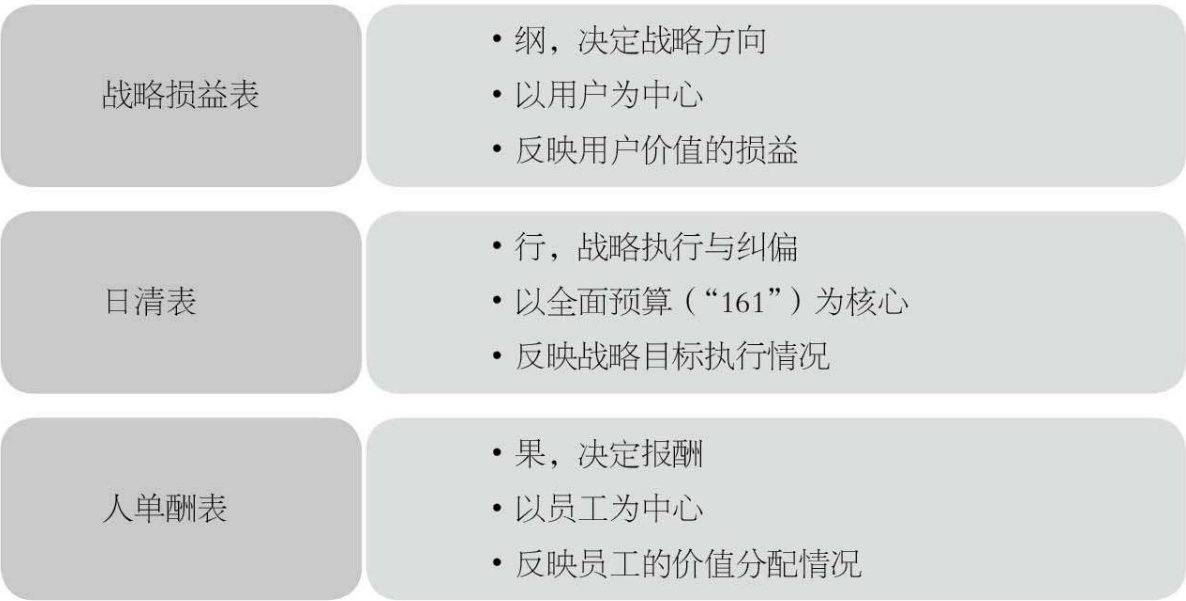 战略损益表
• 纲，决定战略方向
• 以用户为中心
• 反映用户价值的损益
日清表
• 行，战略执行与纠偏
• 以全面预算（“161”）为核心
• 反映战略目标执行情况
人单酬表
• 果，决定报酬
• 以员工为中心
• 反映员工的价值分配情况